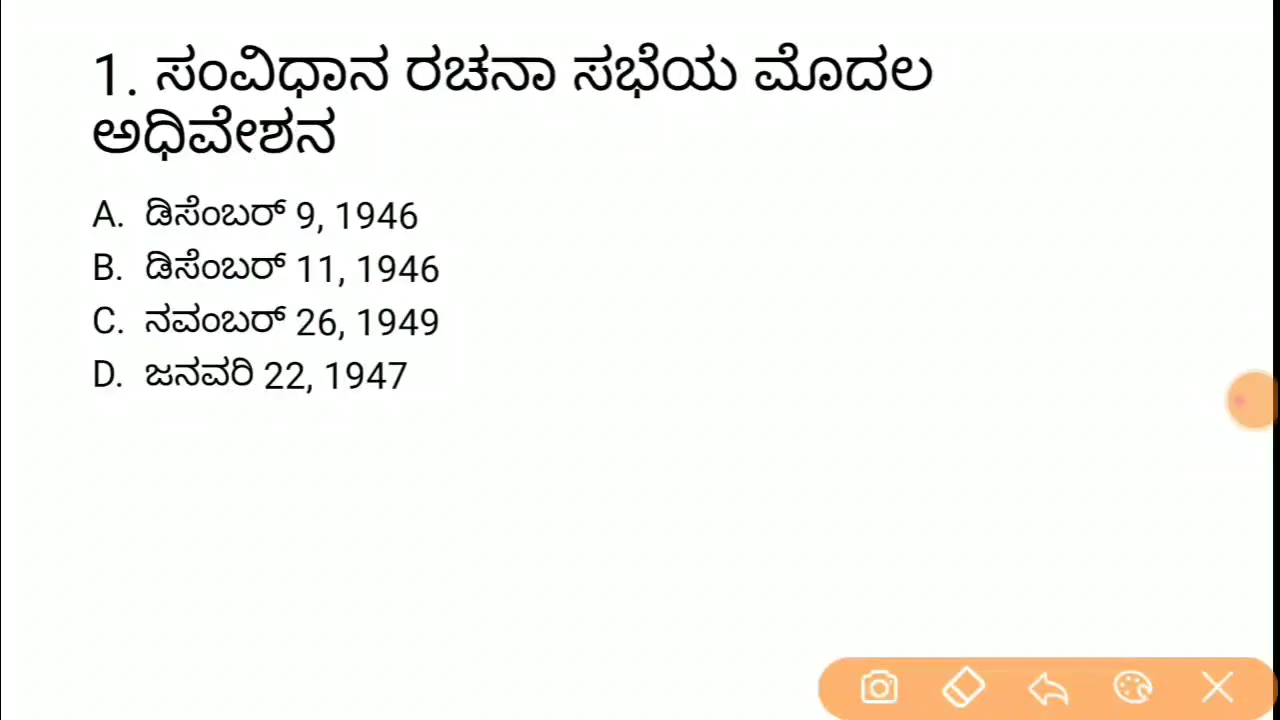 1. ಸಂವಿಧಾನ ರಚನಾ ಸಭೆಯ ಮೊದಲ
ಅಧಿವೇಶನ
A. ಡಿಸೆಂಬರ್ 9, 1946
B. ಡಿಸೆಂಬರ್ 11, 1946
C. ನವಂಬರ್ 26, 1949
D. ಜನವರಿ 22, 1947